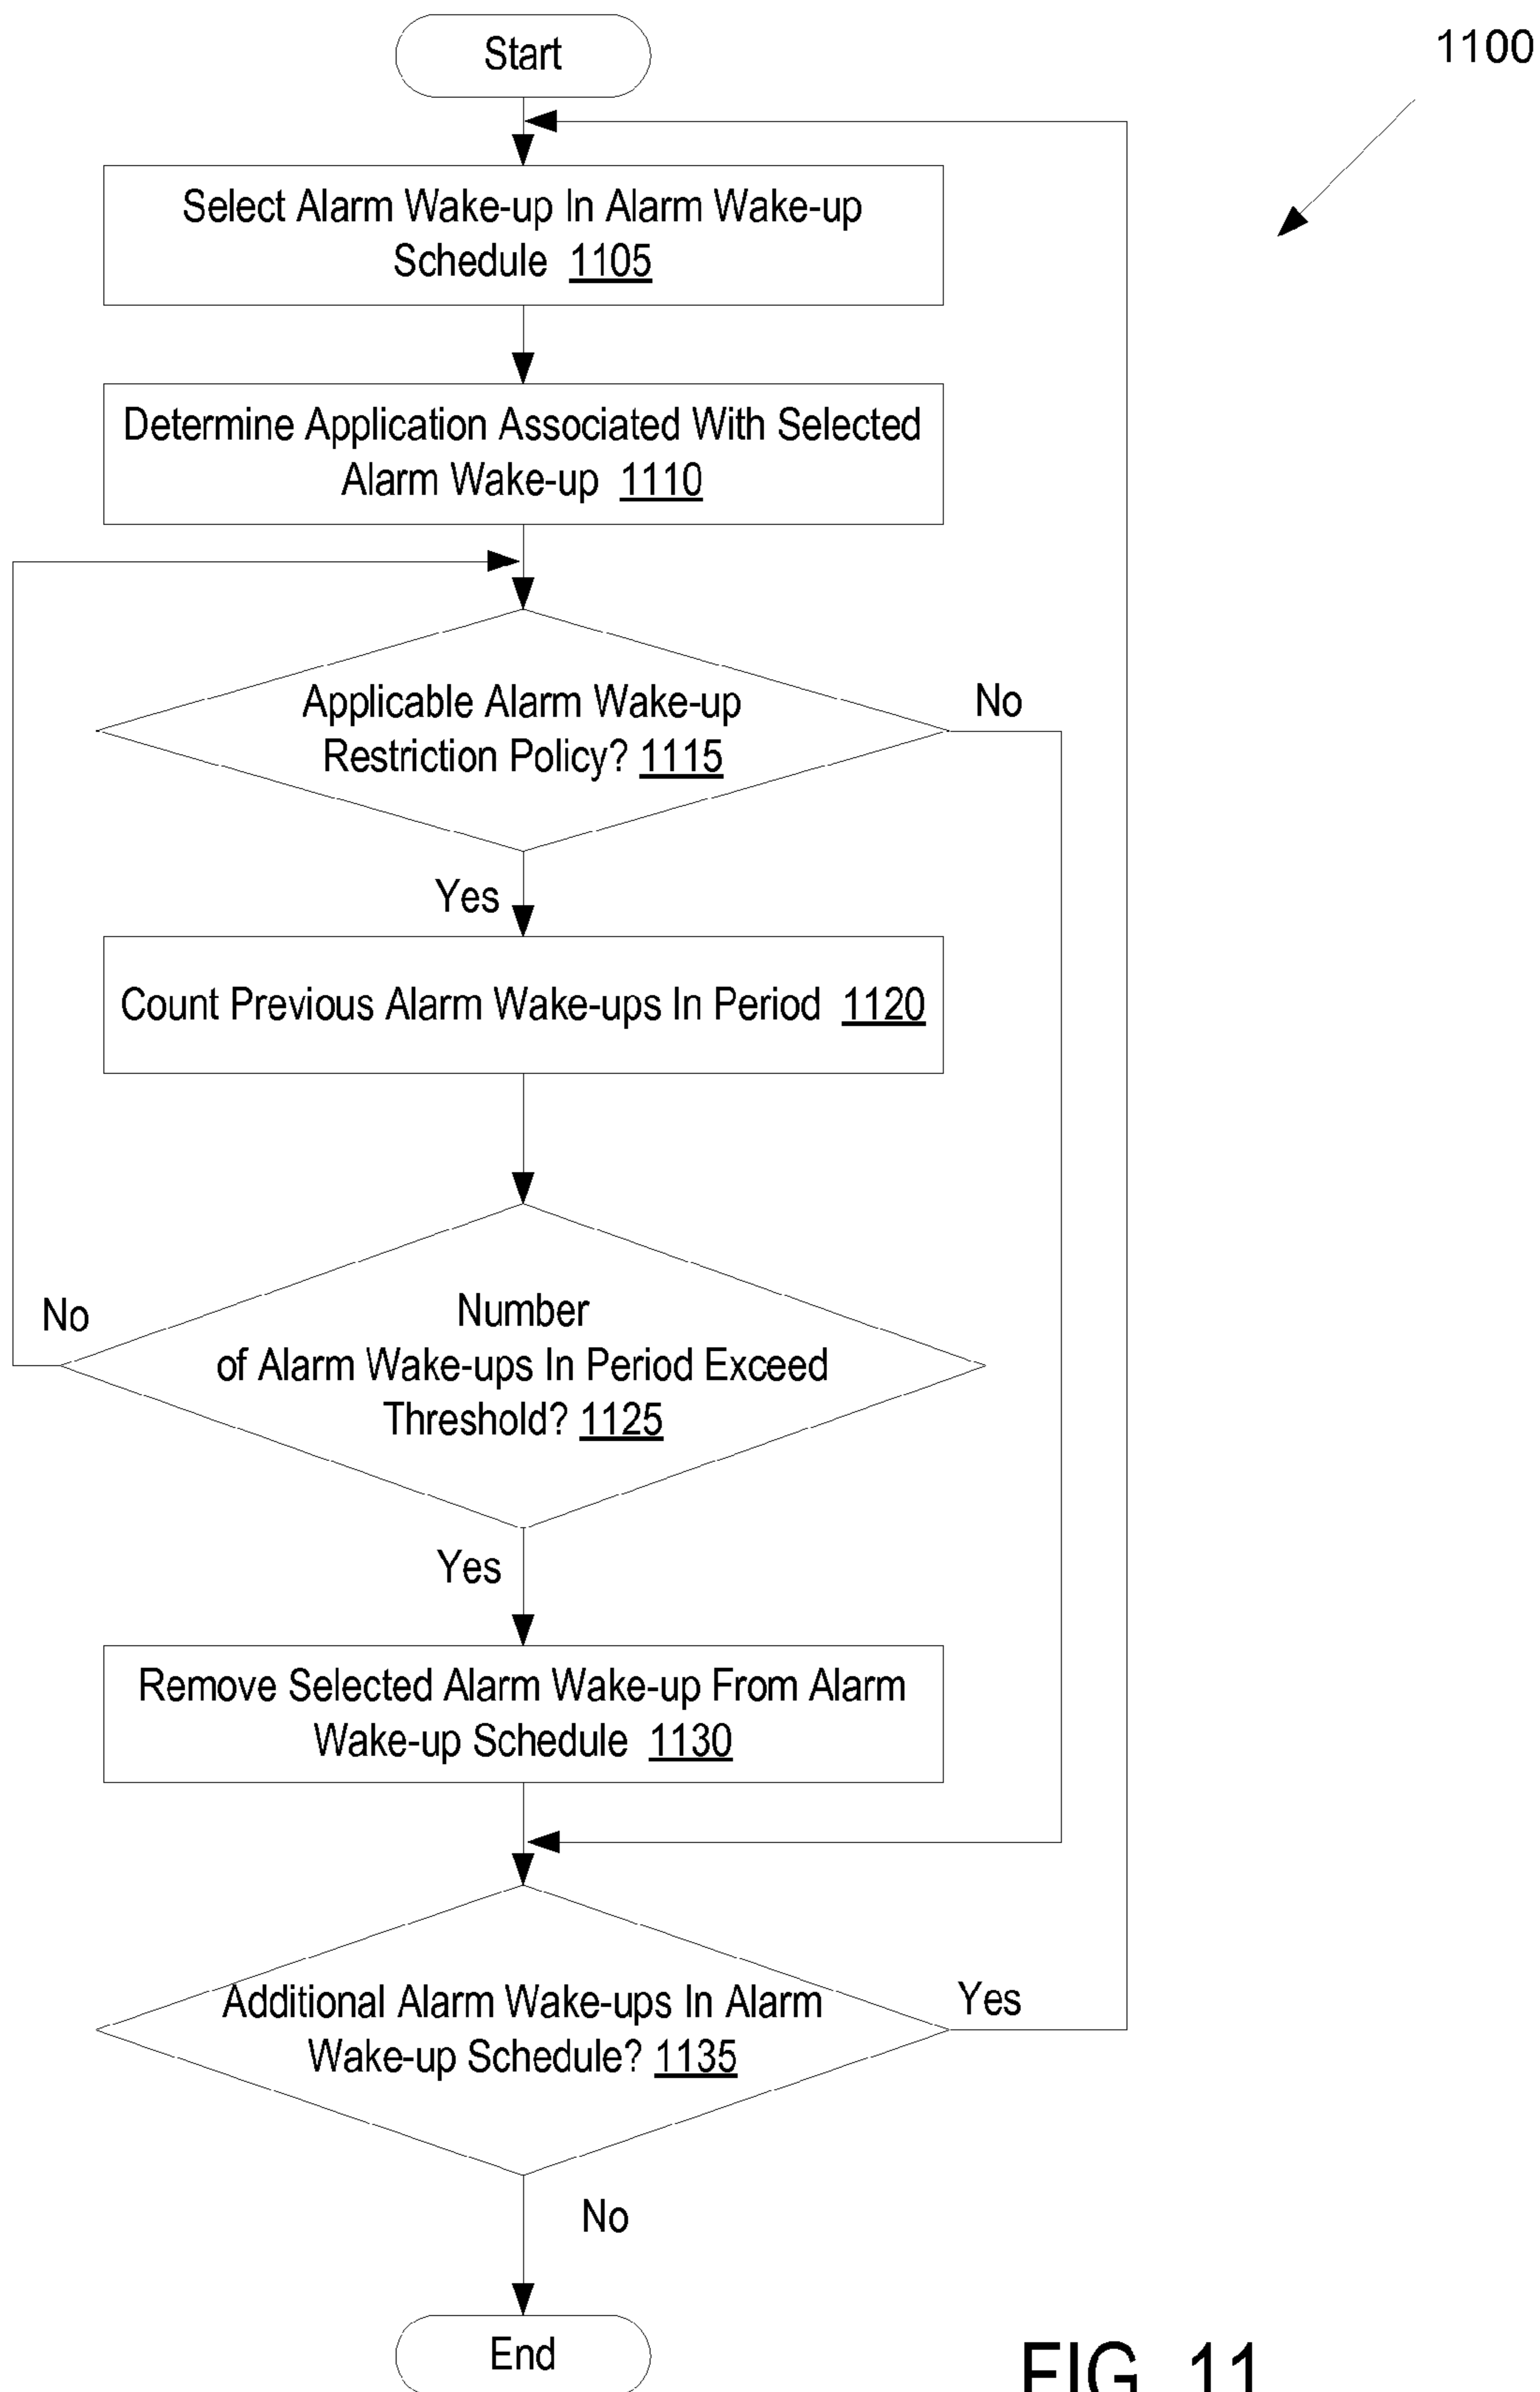 Start
1100
Select Alarm Wake-up In Alarm Wake-up
Schedule 1105
Determine Application Associated With Selected
Alarm Wake-up 1110
Applicable Alarm Wake-up
Restriction Policy? 1115
No
Yes
Count Previous Alarm Wake-ups In Period 1120
Number
of Alarm Wake-ups In Period Exceed
Threshold? 1125
No
Yes
Remove Selected Alarm Wake-up From Alarm
Wake-up Schedule 1130
Additional Alarm Wake-ups In Alarm
Wake-up Schedule? 1135
Yes
No
End
FIG. 11